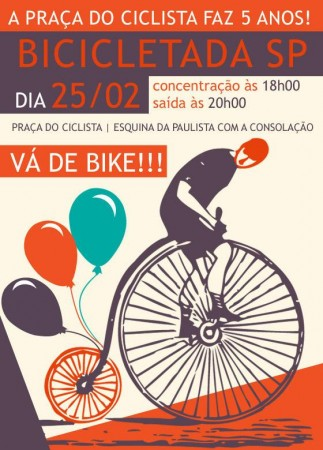 A PRAÇA DO CICLISTA FAZ 5 ANOS!
BICICLETADA SP
DIA 25/02
concentração às 18h00
saída às 20h00
PRAÇA DO CICLISTA | ESQUINA DA PAULISTA COM A CONSOLAÇÃO
VÁ DE BIKE!!!